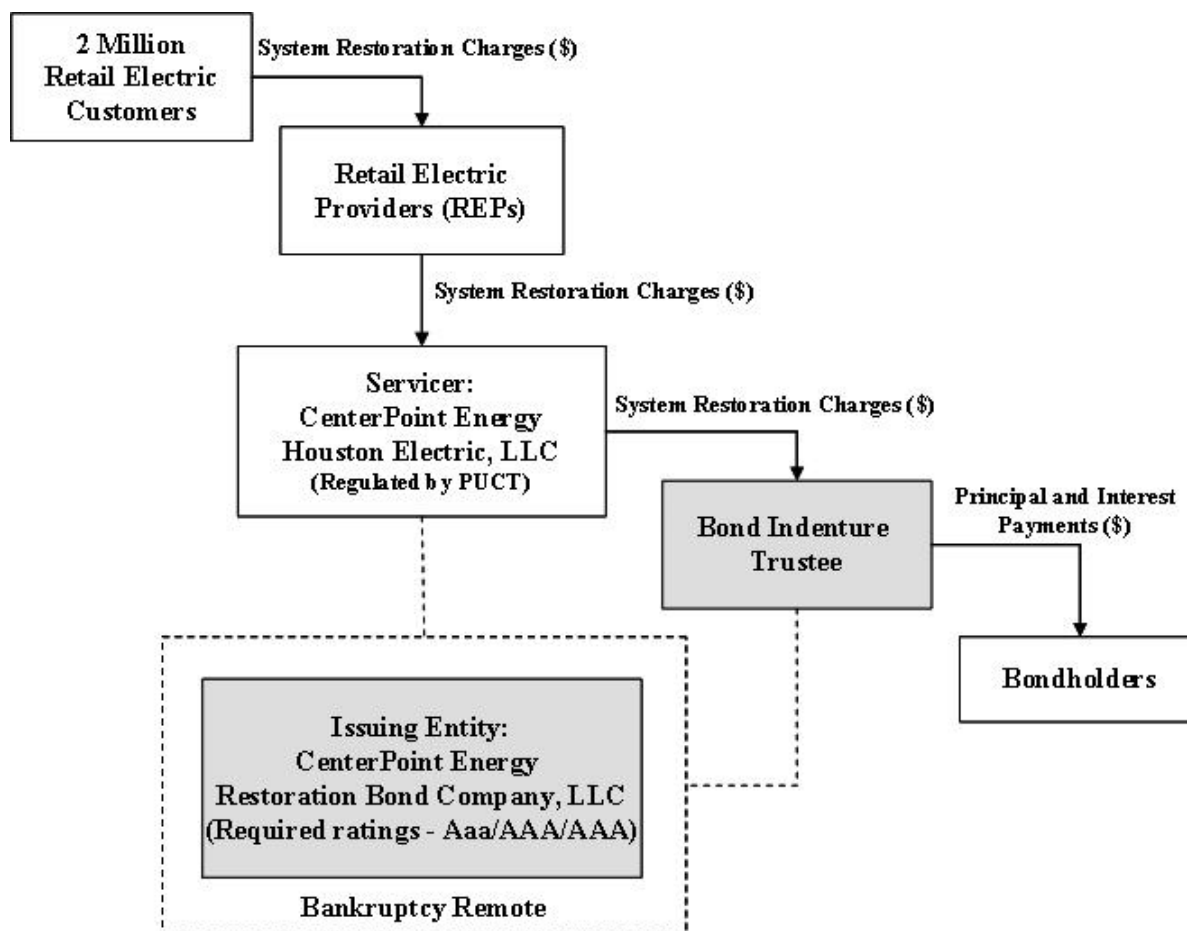 2 Million
Retail Electric
Customers
System Restoration Charges ($)
Retail Electric
Providers (REPs)
System Restoration Charges ($)
Servicer:
CenterPoint Energy
Houston Electric, LLC
(Regulated by PUCT)
System Restoration Charges ($)
Bond Indenture
Trustee
Principal and Interest
Payments ($)
Bondholders
Issuing Entity:
CenterPoint Energy
Restoration Bond Company, LLC
(Required ratings - Aaa/AAA/AAA)
Bankruptcy Remote